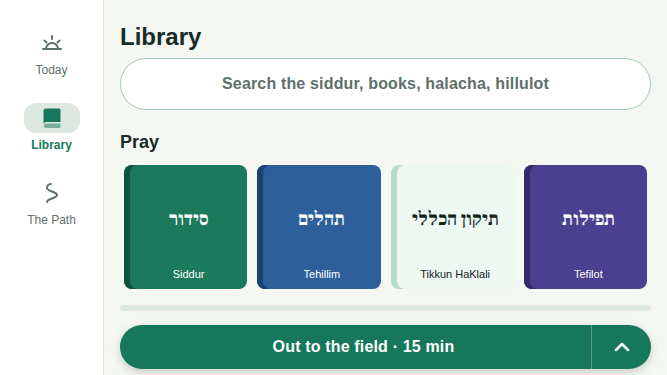 Today
Library
The Path
Library
Search the siddur, books, halacha, hillulot
Pray
סידור
Siddur
תהלים
Tehillim
תיקון הכללי
Tikkun HaKlali
תפילות
Tefilot
Out to the field · 15 min